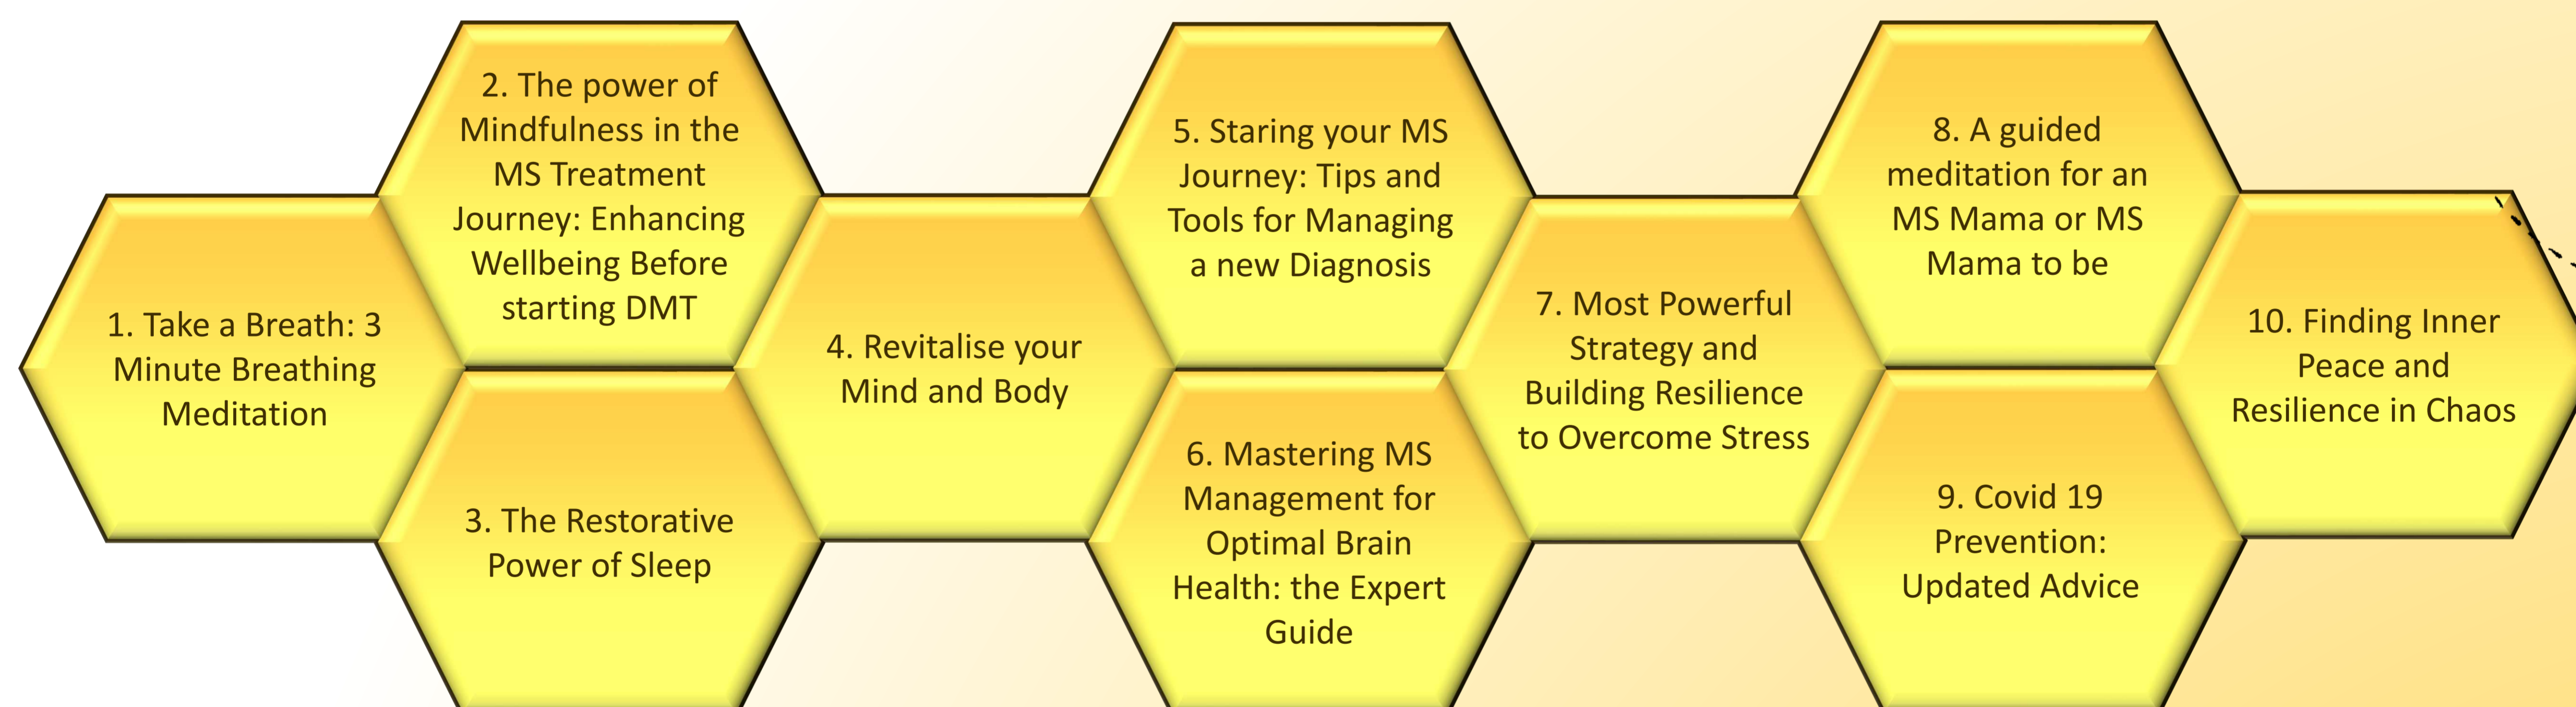 1. Take a Breath: 3
Minute Breathing
Meditation
2. The power of
Mindfulness in the
MS Treatment
Journey: Enhancing
Wellbeing Before
starting DMT
3. The Restorative
Power of Sleep
4. Revitalise your
Mind and Body
5. Staring your MS
Journey: Tips and
Tools for Managing
a new Diagnosis
6. Mastering MS
Management for
Optimal Brain
Health: the Expert
Guide
7. Most Powerful
Strategy and
Building Resilience
to Overcome Stress
8. A guided
meditation for an
MS Mama or MS
Mama to be
9. Covid 19
Prevention:
Updated Advice
10. Finding Inner
Peace and
Resilience in Chaos